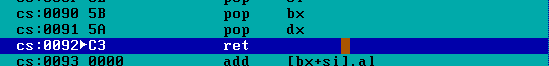 cs:0090 5B pop bx
cs:0091 5A pop dx
cs:0092►C3 ret
cs:0093 0000 add [bx+si],al